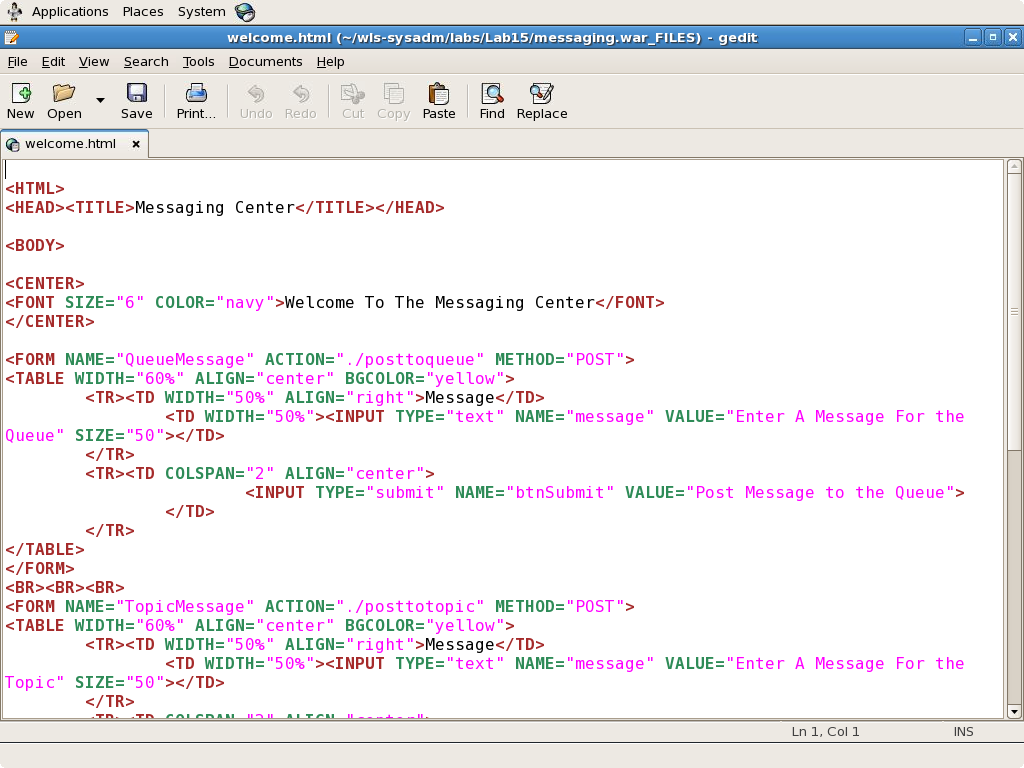 Applications Places System
welcome.html (~/wls-sysadm/labs/Lab15/messaging.war_FILES) - gedit
File Edit View Search Tools Documents Help
New Open Save Print... Undo Redo Cut Copy Paste Find Replace
welcome.html
<HTML>
<HEAD><TITLE>Messaging Center</TITLE></HEAD>
<BODY>
<CENTER>
<FONT SIZE="6" COLOR="navy">Welcome To The Messaging Center</FONT>
</CENTER>
<FORM NAME="QueueMessage" ACTION="./posttoqueue" METHOD="POST">
<TABLE WIDTH="60%" ALIGN="center" BGCOLOR="yellow">
<TR><TD WIDTH="50%" ALIGN="right">Message</TD>
<TD WIDTH="50%"><INPUT TYPE="text" NAME="message" VALUE="Enter A Message For the
Queue" SIZE="50"></TD>
</TR>
<TR><TD COLSPAN="2" ALIGN="center">
<INPUT TYPE="submit" NAME="btnSubmit" VALUE="Post Message to the Queue">
</TD>
</TR>
</TABLE>
</FORM>
<BR><BR><BR>
<FORM NAME="TopicMessage" ACTION="./posttotopic" METHOD="POST">
<TABLE WIDTH="60%" ALIGN="center" BGCOLOR="yellow">
<TR><TD WIDTH="50%" ALIGN="right">Message</TD>
<TD WIDTH="50%"><INPUT TYPE="text" NAME="message" VALUE="Enter A Message For the
Topic" SIZE="50"></TD>
</TR>
<TR><TD COLSPAN="2" ALIGN="center">
Ln 1, Col 1 INS